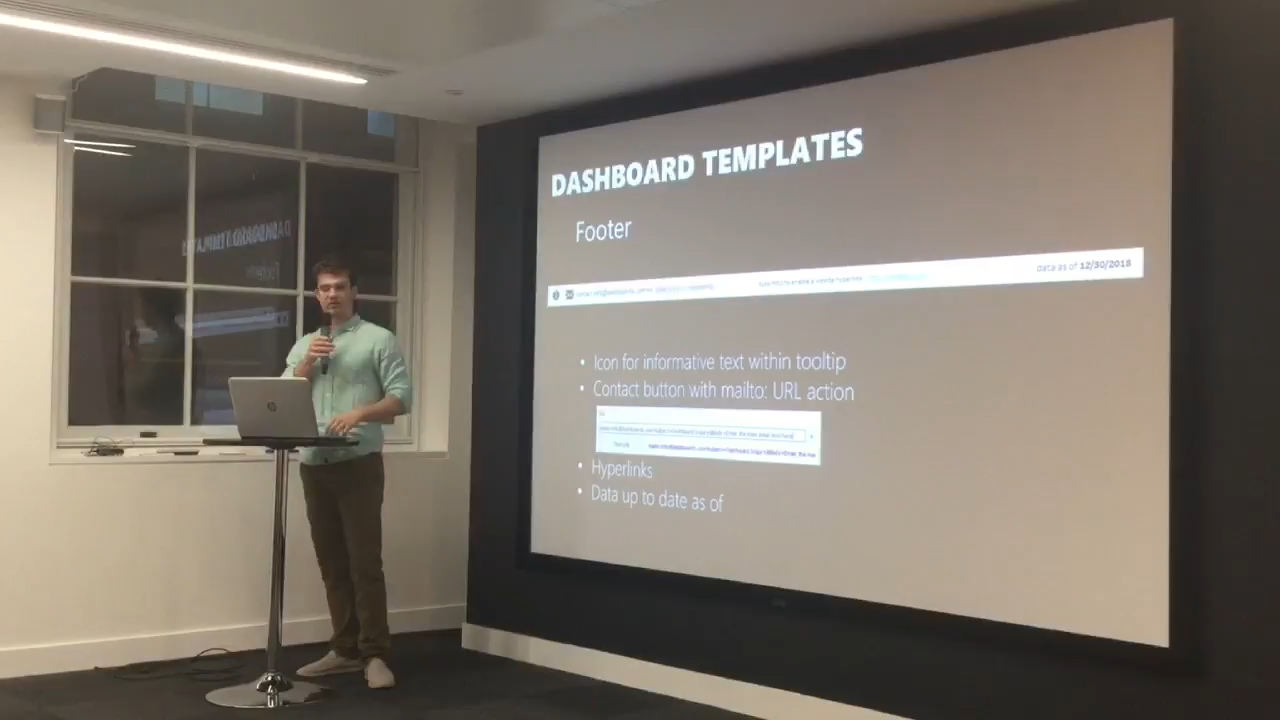 DASHBOARD TEMPLATES
Footer
data as of 12/30/2018
• Icon for informative text within tooltip
• Contact button with mailto: URL action
• Hyperlinks
• Data up to date as of
hp